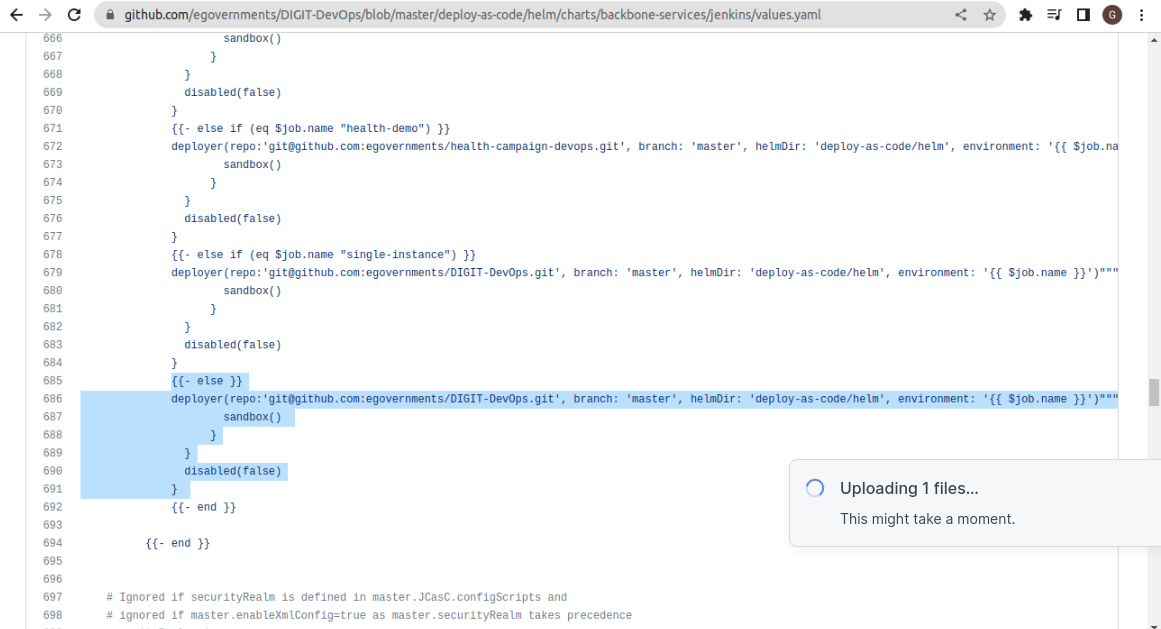 github.com/egovernments/DIGIT-DevOps/blob/master/deploy-as-code/helm/charts/backbone-services/jenkins/values.yaml
G
666 sandbox()
667 }
668 }
669 disabled(false)
670 }
671 {{- else if (eq $job.name "health-demo") }}
672 deployer(repo:'git@github.com:egovernments/health-campaign-devops.git', branch: 'master', helmDir: 'deploy-as-code/helm', environment: '{{ $job.na
673 sandbox()
674 }
675 }
676 disabled(false)
677 }
678 {{- else if (eq $job.name "single-instance") }}
679 deployer(repo:'git@github.com:egovernments/DIGIT-DevOps.git', branch: 'master', helmDir: 'deploy-as-code/helm', environment: '{{ $job.name }}')"""
680 sandbox()
681 }
682 }
683 disabled(false)
684 }
685 {{- else }}
686 deployer(repo:'git@github.com:egovernments/DIGIT-DevOps.git', branch: 'master', helmDir: 'deploy-as-code/helm', environment: '{{ $job.name }}')"""
687 sandbox()
688 }
689 }
690 disabled(false)
691 }
692 {{- end }}
693
694 {{- end }}
695
696
697 # Ignored if securityRealm is defined in master.JCasC.configScripts and
698 # ignored if master.enableXmlConfig=true as master.securityRealm takes precedence
Uploading 1 files...
This might take a moment.